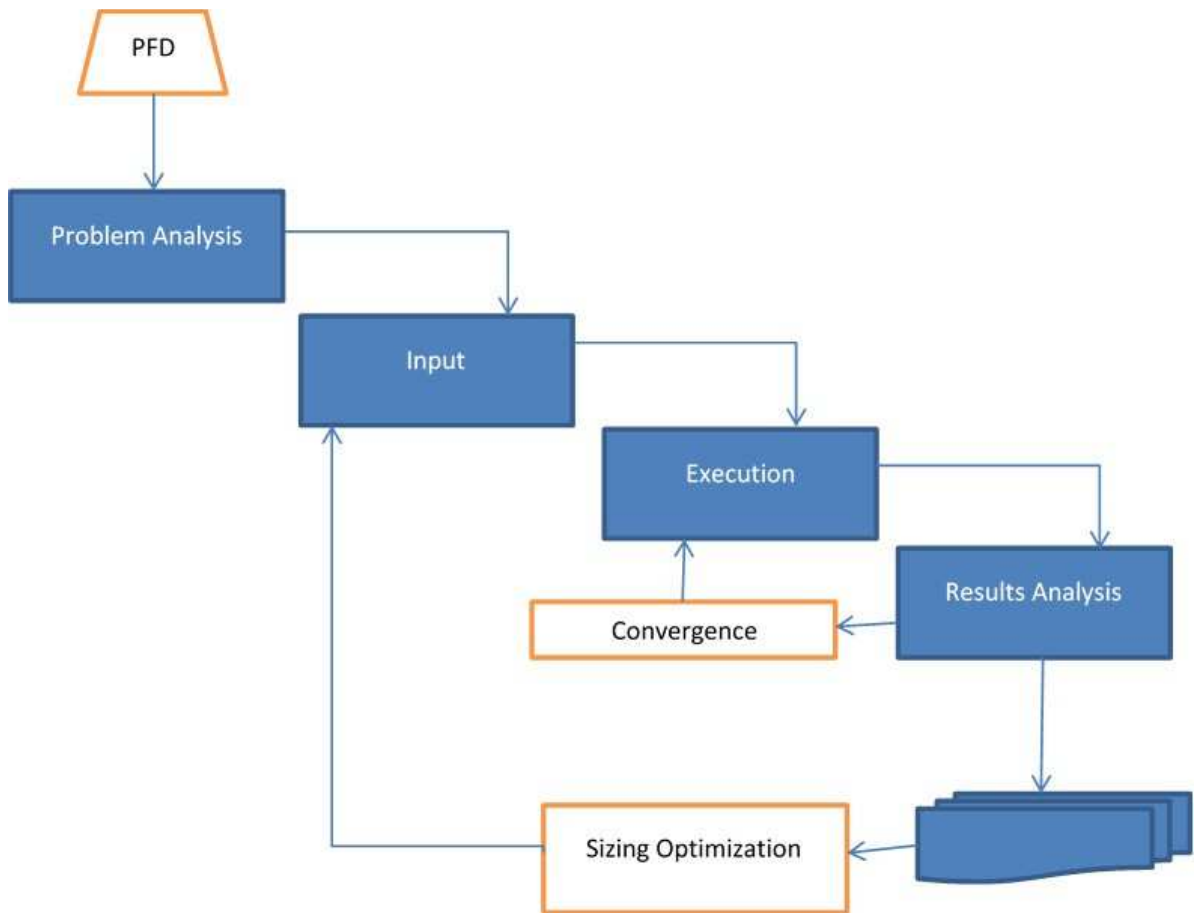 PFD
Problem Analysis
Input
Execution
Results Analysis
Convergence
Sizing Optimization